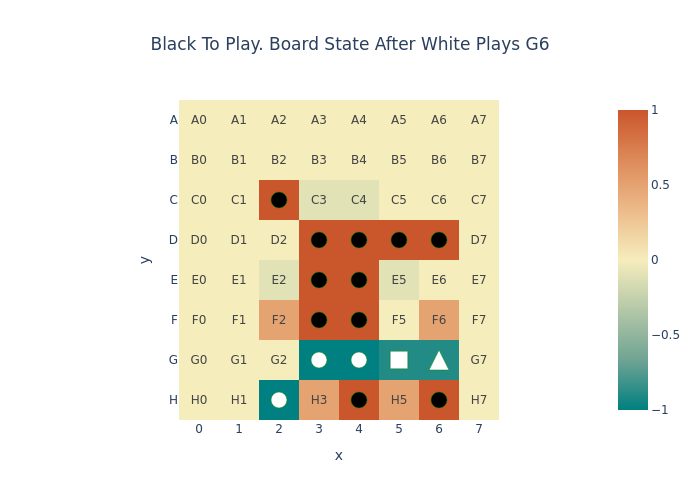 Black To Play. Board State After White Plays G6
A A0 A1 A2 A3 A4 A5 A6 A7
B B0 B1 B2 B3 B4 B5 B6 B7
C C0 C1 C3 C4 C5 C6 C7
D D0 D1 D2 D7
E E0 E1 E2 E5 E6 E7
F F0 F1 F2 F5 F6 F7
G G0 G1 G2 G7
H H0 H1 H3 H5 H7
0 1 2 3 4 5 6 7
x
y
1
0.5
0
−0.5
−1